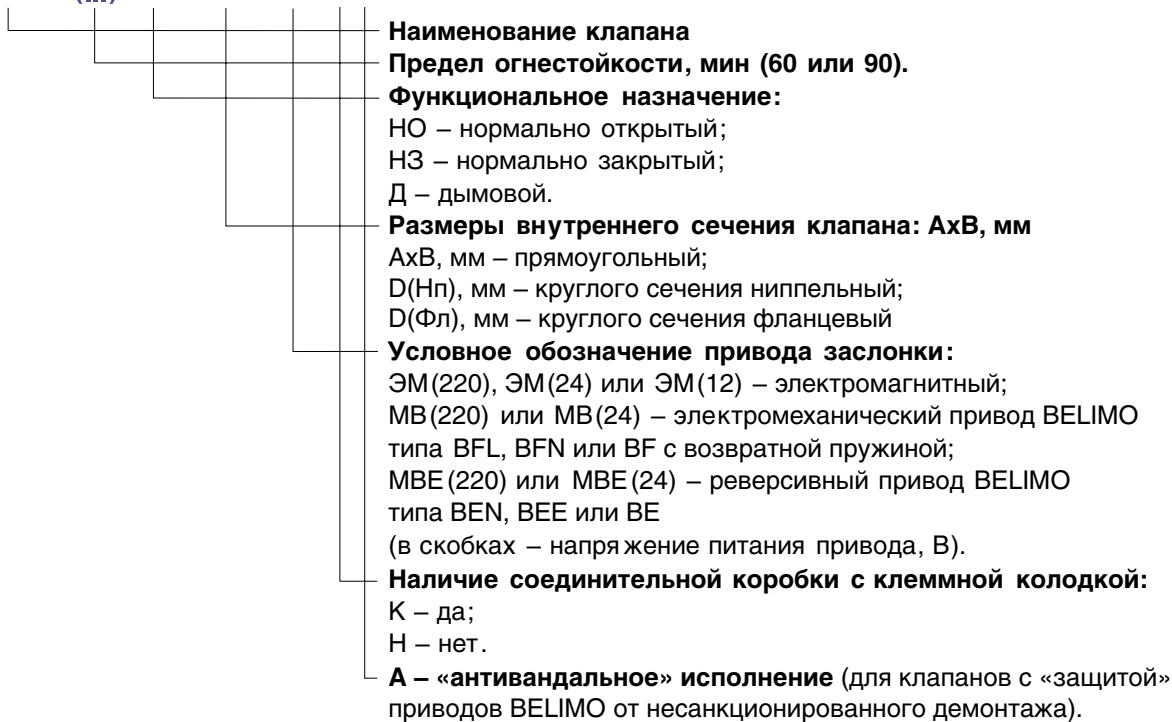 Наименование клапана
Предел огнестойкости, мин (60 или 90).
Функциональное назначение:
НО – нормально открытый;
НЗ – нормально закрытый;
Д – дымовой.
Размеры внутреннего сечения клапана: АхВ, мм
АхВ, мм – прямоугольный;
D(Нп), мм – круглого сечения ниппельный;
D(Фл), мм – круглого сечения фланцевый
Условное обозначение привода заслонки:
ЭМ(220), ЭМ(24) или ЭМ(12) – электромагнитный;
МВ(220) или МВ(24) – электромеханический привод BELIMO
типа BFL, BFN или BF с возвратной пружиной;
МВЕ(220) или МВЕ(24) – реверсивный привод BELIMO
типа BEN, BEE или BE
(в скобках – напряжение питания привода, В).
Наличие соединительной коробки с клеммной колодкой:
К – да;
Н – нет.
А – «антивандальное» исполнение (для клапанов с «защитой»
приводов BELIMO от несанкционированного демонтажа).